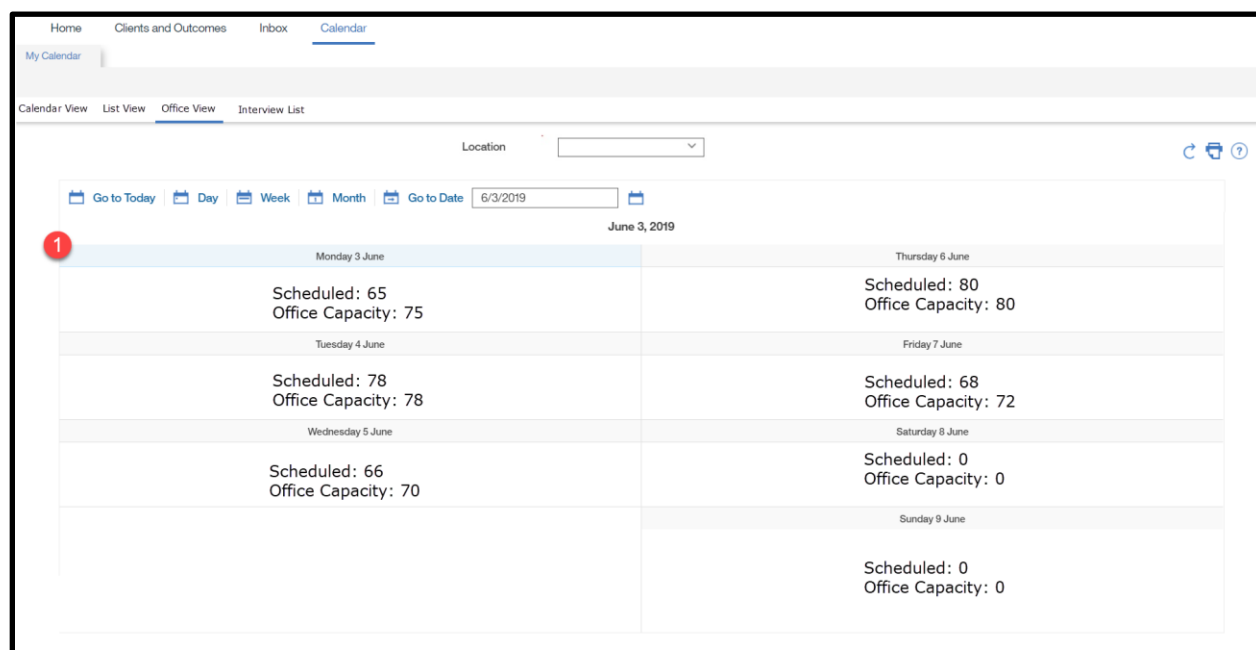 Home Clients and Outcomes Inbox Calendar
My Calendar
Calendar View List View Office View Interview List
Location
Go to Today Day Week Month Go to Date 6/3/2019
June 3, 2019
1
Monday 3 June
Scheduled: 65
Office Capacity: 75
Tuesday 4 June
Scheduled: 78
Office Capacity: 78
Wednesday 5 June
Scheduled: 66
Office Capacity: 70
Thursday 6 June
Scheduled: 80
Office Capacity: 80
Friday 7 June
Scheduled: 68
Office Capacity: 72
Saturday 8 June
Scheduled: 0
Office Capacity: 0
Sunday 9 June
Scheduled: 0
Office Capacity: 0